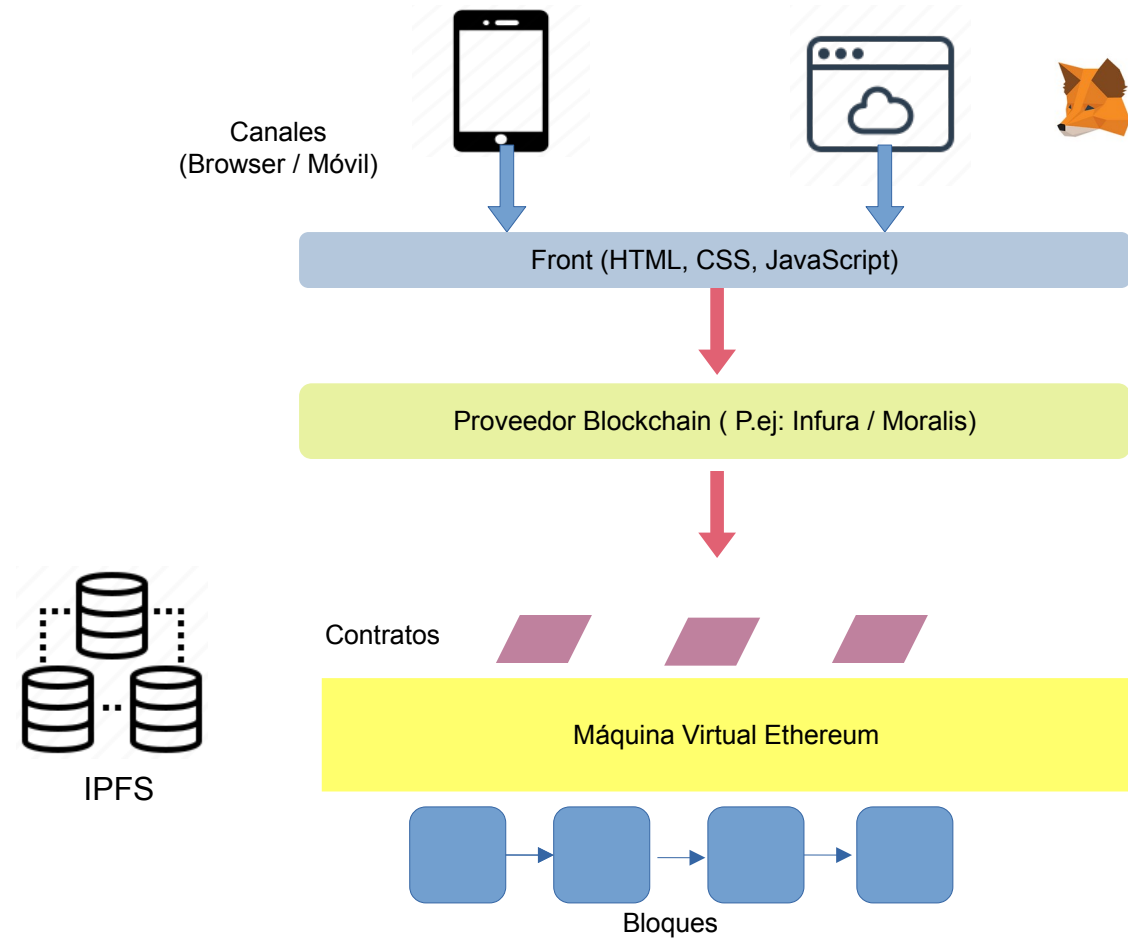 Canales
(Browser / Móvil)
Front (HTML, CSS, JavaScript)
Proveedor Blockchain ( P.ej: Infura / Moralis)
Contratos
Máquina Virtual Ethereum
IPFS
Bloques